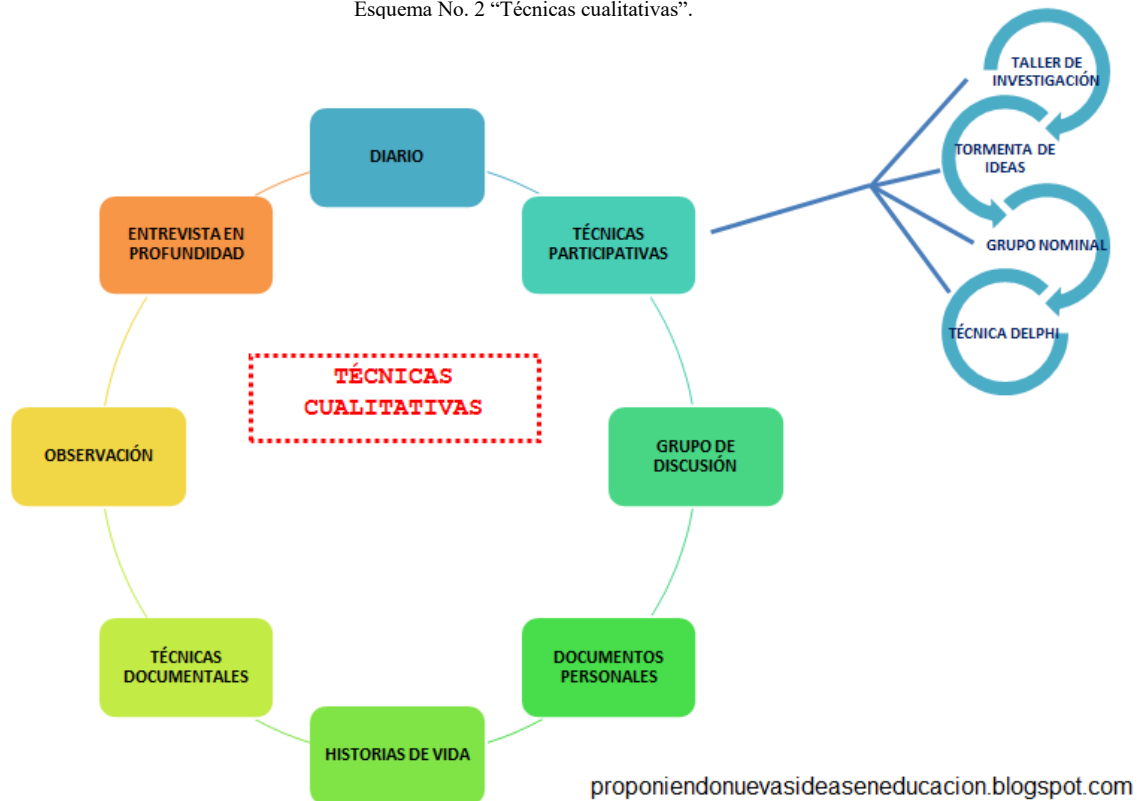 Esquema No. 2 “Técnicas cualitativas”.
TALLER DE
INVESTIGACIÓN
TORMENTA DE
IDEAS
GRUPO NOMINAL
TÉCNICA DELPHI
DIARIO
TÉCNICAS
PARTICIPATIVAS
GRUPO DE
DISCUSIÓN
DOCUMENTOS
PERSONALES
HISTORIAS DE VIDA
TÉCNICAS
DOCUMENTALES
OBSERVACIÓN
ENTREVISTA EN
PROFUNDIDAD
TÉCNICAS
CUALITATIVAS
proponiendonuevasideaseneducacion.blogspot.com